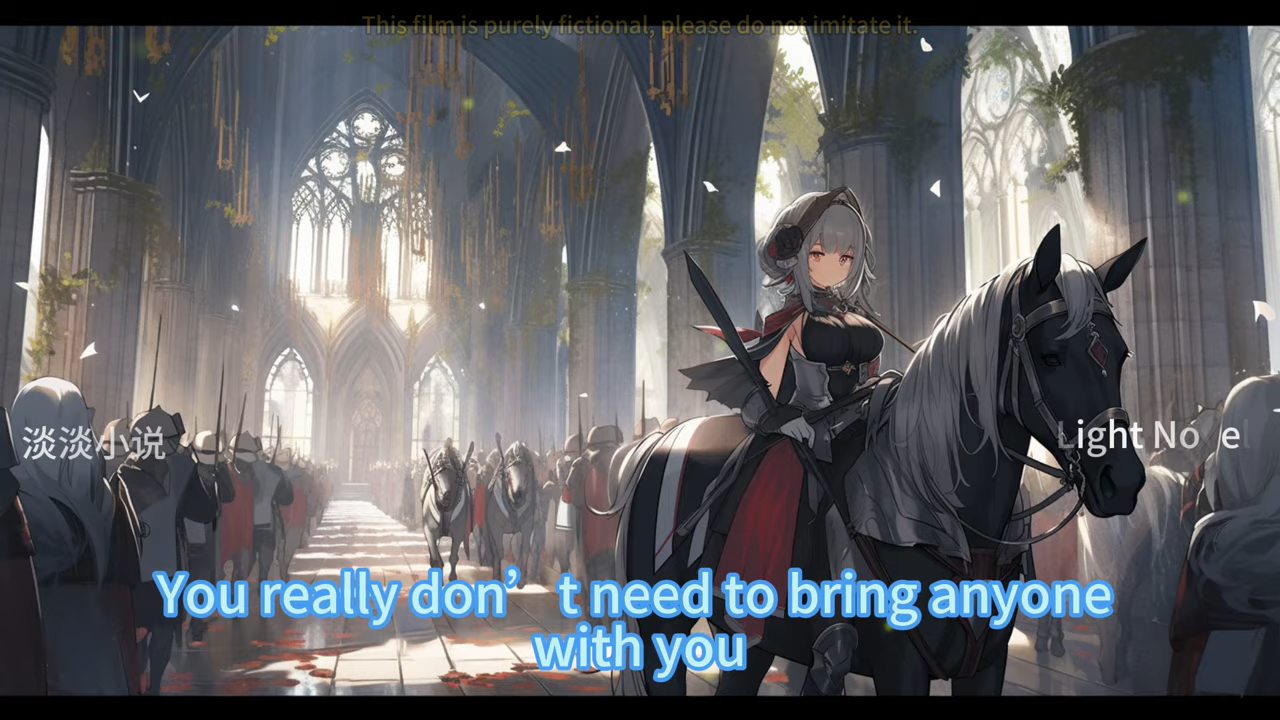 This film is purely fictional, please do not imitate it.
淡淡小说
Light No e
You really don’t need to bring anyone
with you